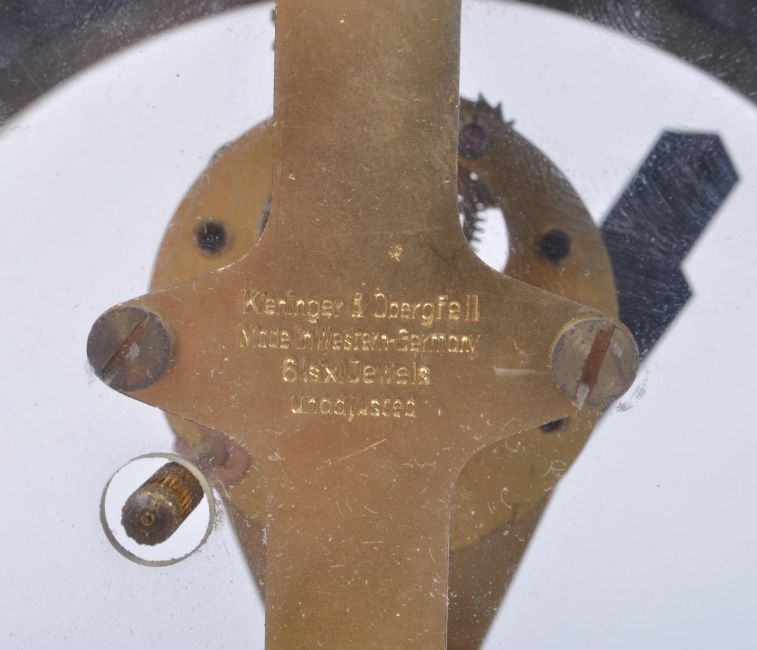 Kieninger & Obergfell
Made in Western-Germany
6 (six) Jewels
unadjusted